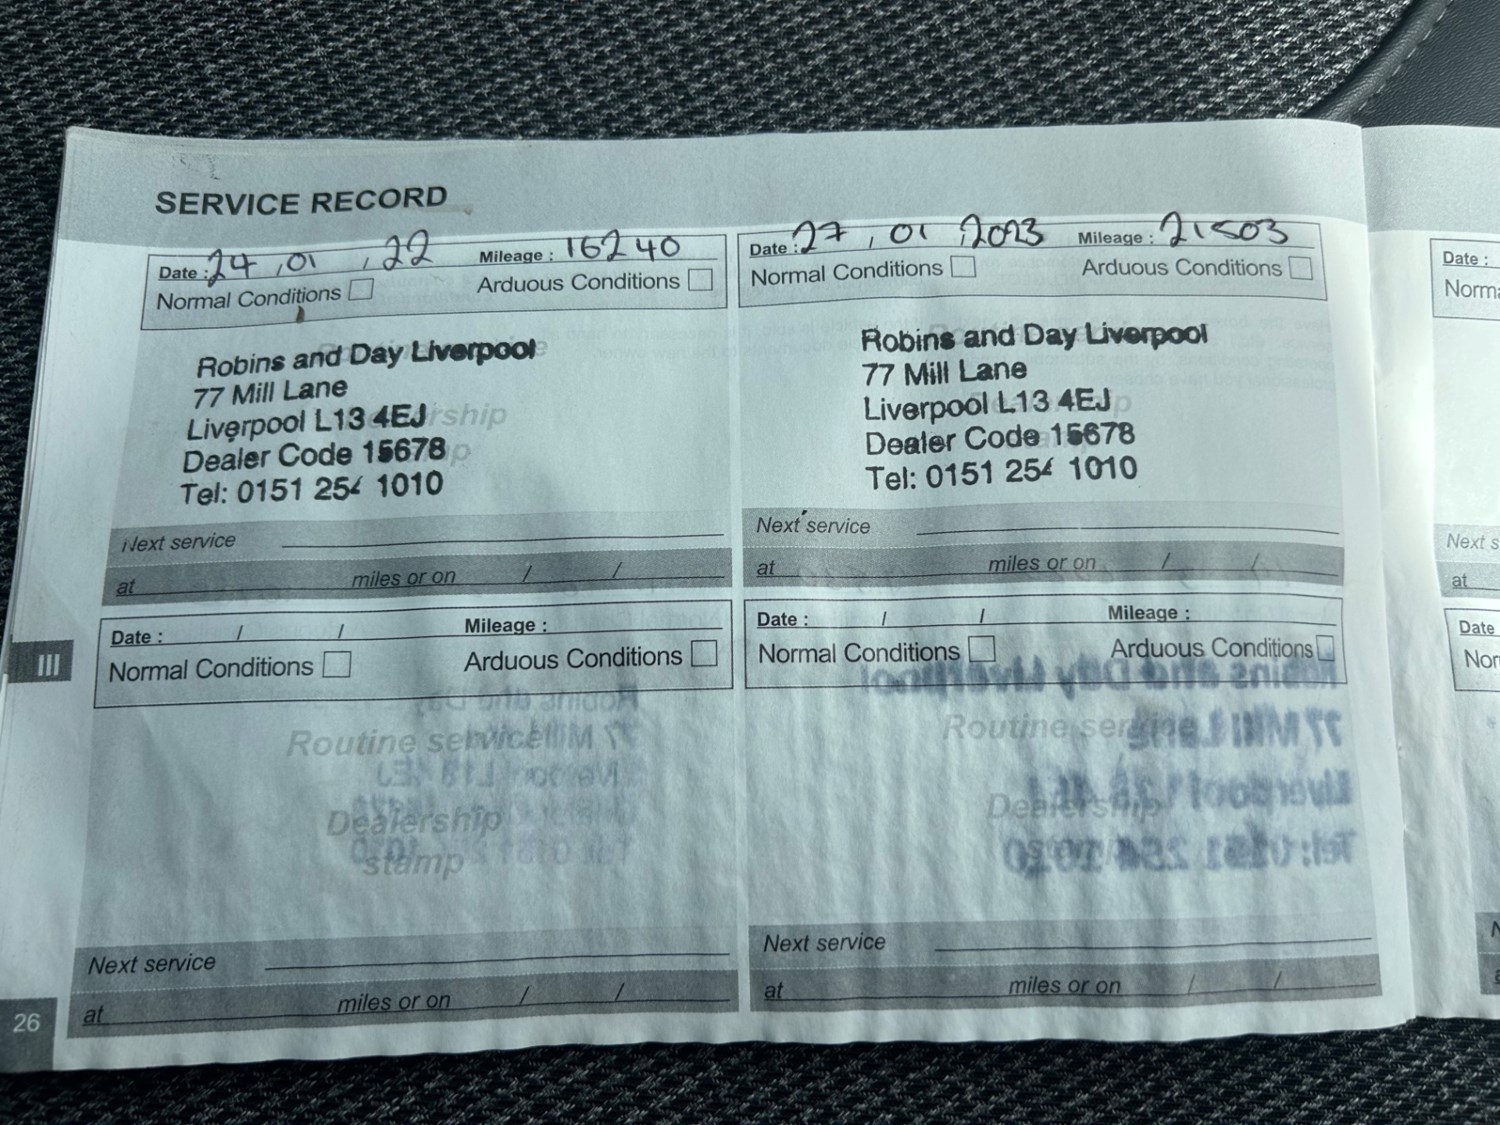 SERVICE RECORD
Date : 24 / 01 / 22 Mileage : 16240
Normal Conditions Arduous Conditions
Robins and Day Liverpool
77 Mill Lane
Liverpool L13 4EJ
Dealer Code 15678
Tel: 0151 254 1010
Next service
at miles or on / /
Date : 27 / 01 / 2023 Mileage : 21503
Normal Conditions Arduous Conditions
Robins and Day Liverpool
77 Mill Lane
Liverpool L13 4EJ
Dealer Code 15678
Tel: 0151 254 1010
Next service
at miles or on / /
Date : / / Mileage :
Normal Conditions Arduous Conditions
Routine service
Dealership
stamp
Next service
at miles or on / /
Date : / / Mileage :
Normal Conditions Arduous Conditions
Routine service
Dealership
Next service
at miles or on / /
III
26
Date :
Next
at
Date